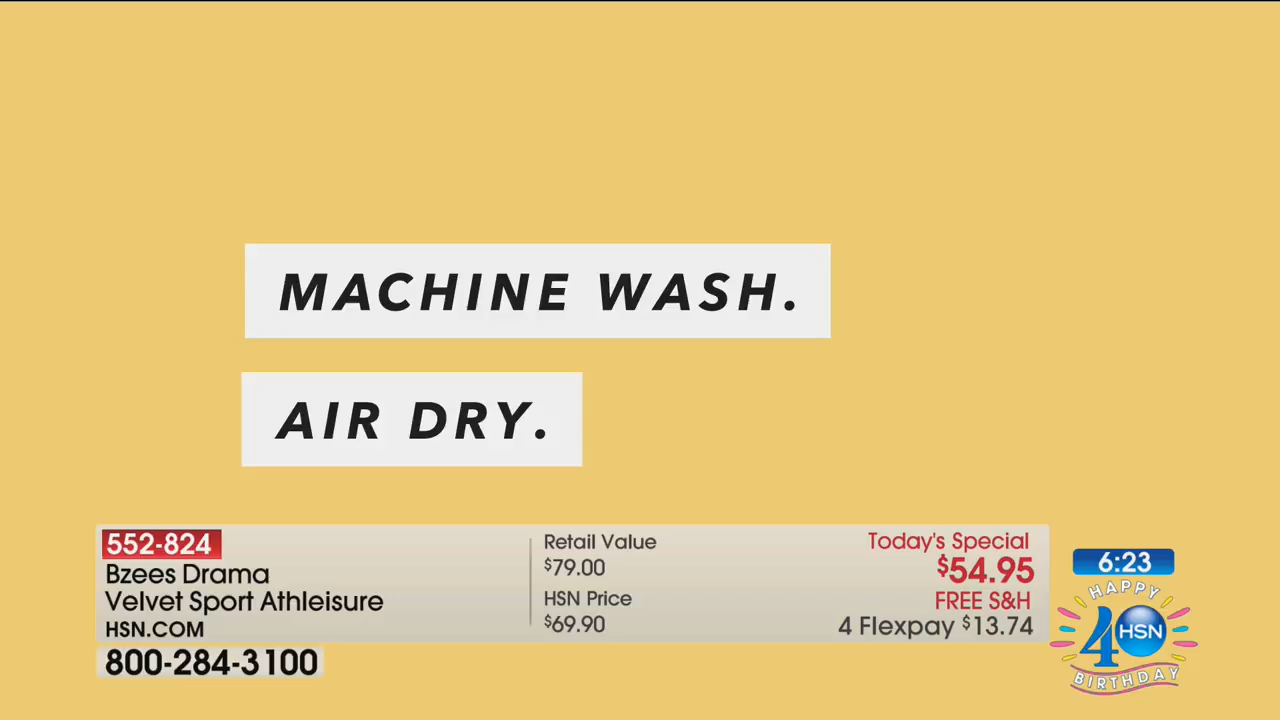 MACHINE WASH.
AIR DRY.
552-824
Bzees Drama
Velvet Sport Athleisure
HSN.COM
800-284-3100
Retail Value
$79.00
HSN Price
$69.90
Today's Special
$54.95
FREE S&H
4 Flexpay $13.74
6:23
HAPPY
40
HSN
BIRTHDAY